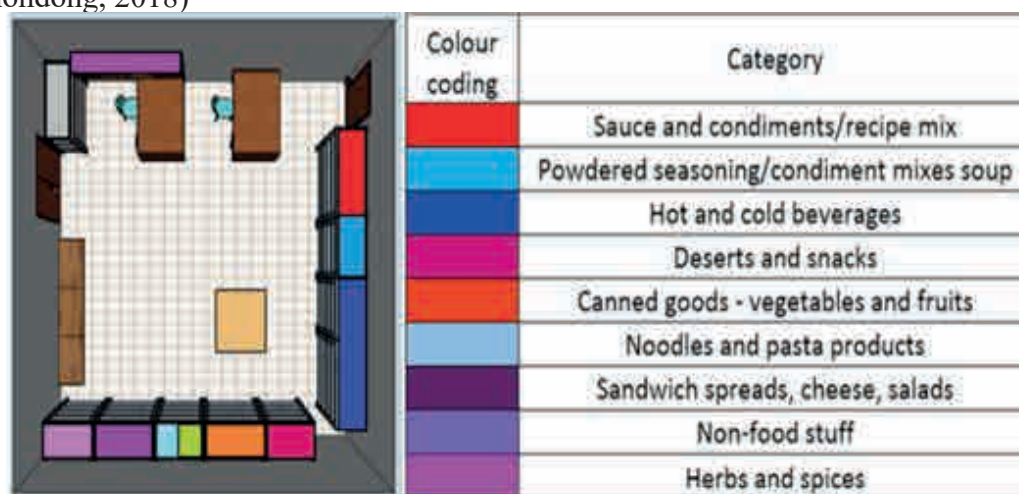 ondong, 2018)
Colour
coding
Category
Sauce and condiments/recipe mix
Powdered seasoning/condiment mixes soup
Hot and cold beverages
Deserts and snacks
Canned goods - vegetables and fruits
Noodles and pasta products
Sandwich spreads, cheese, salads
Non-food stuff
Herbs and spices